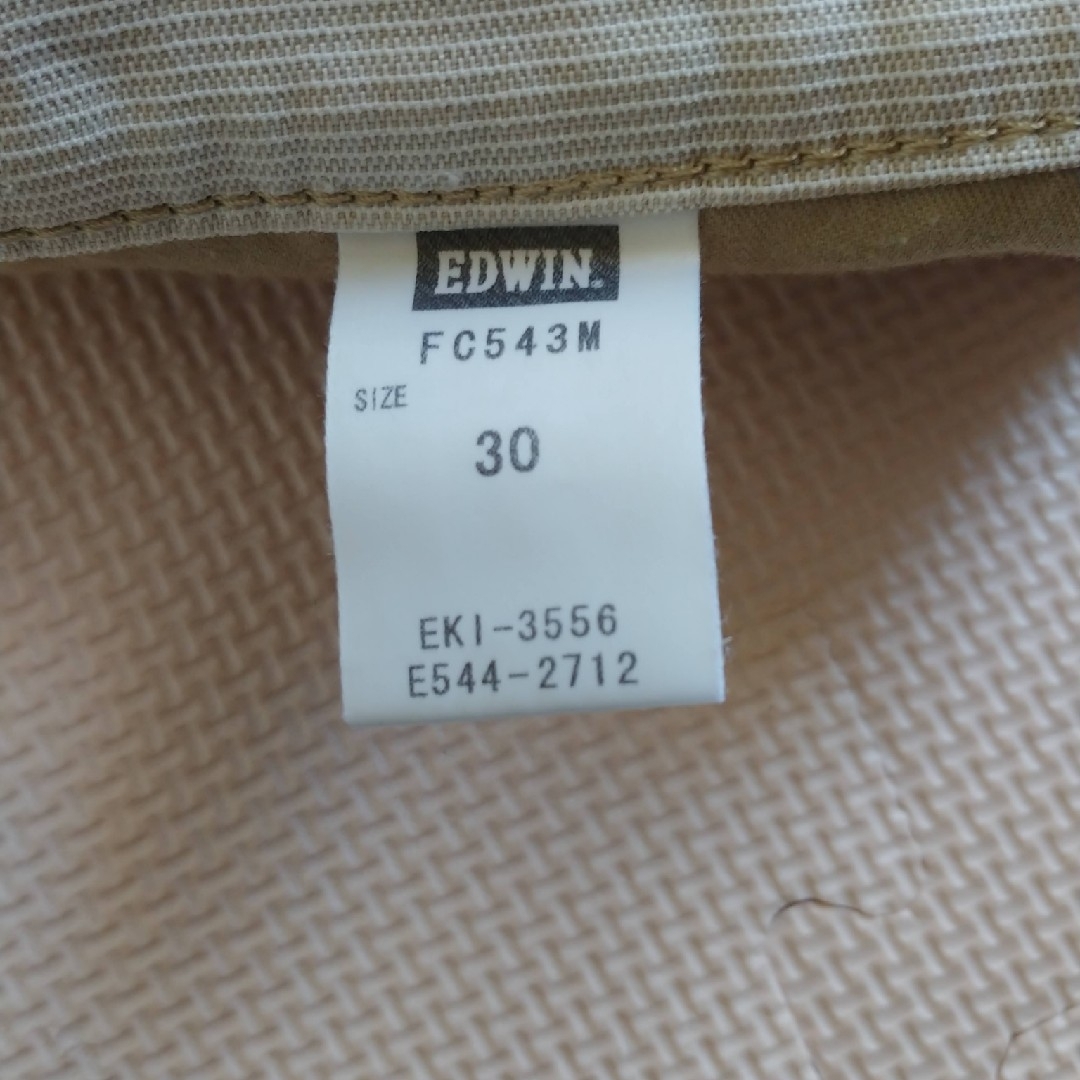 EDWIN.
FC543M
SIZE
30
EKI-3556
E544-2712